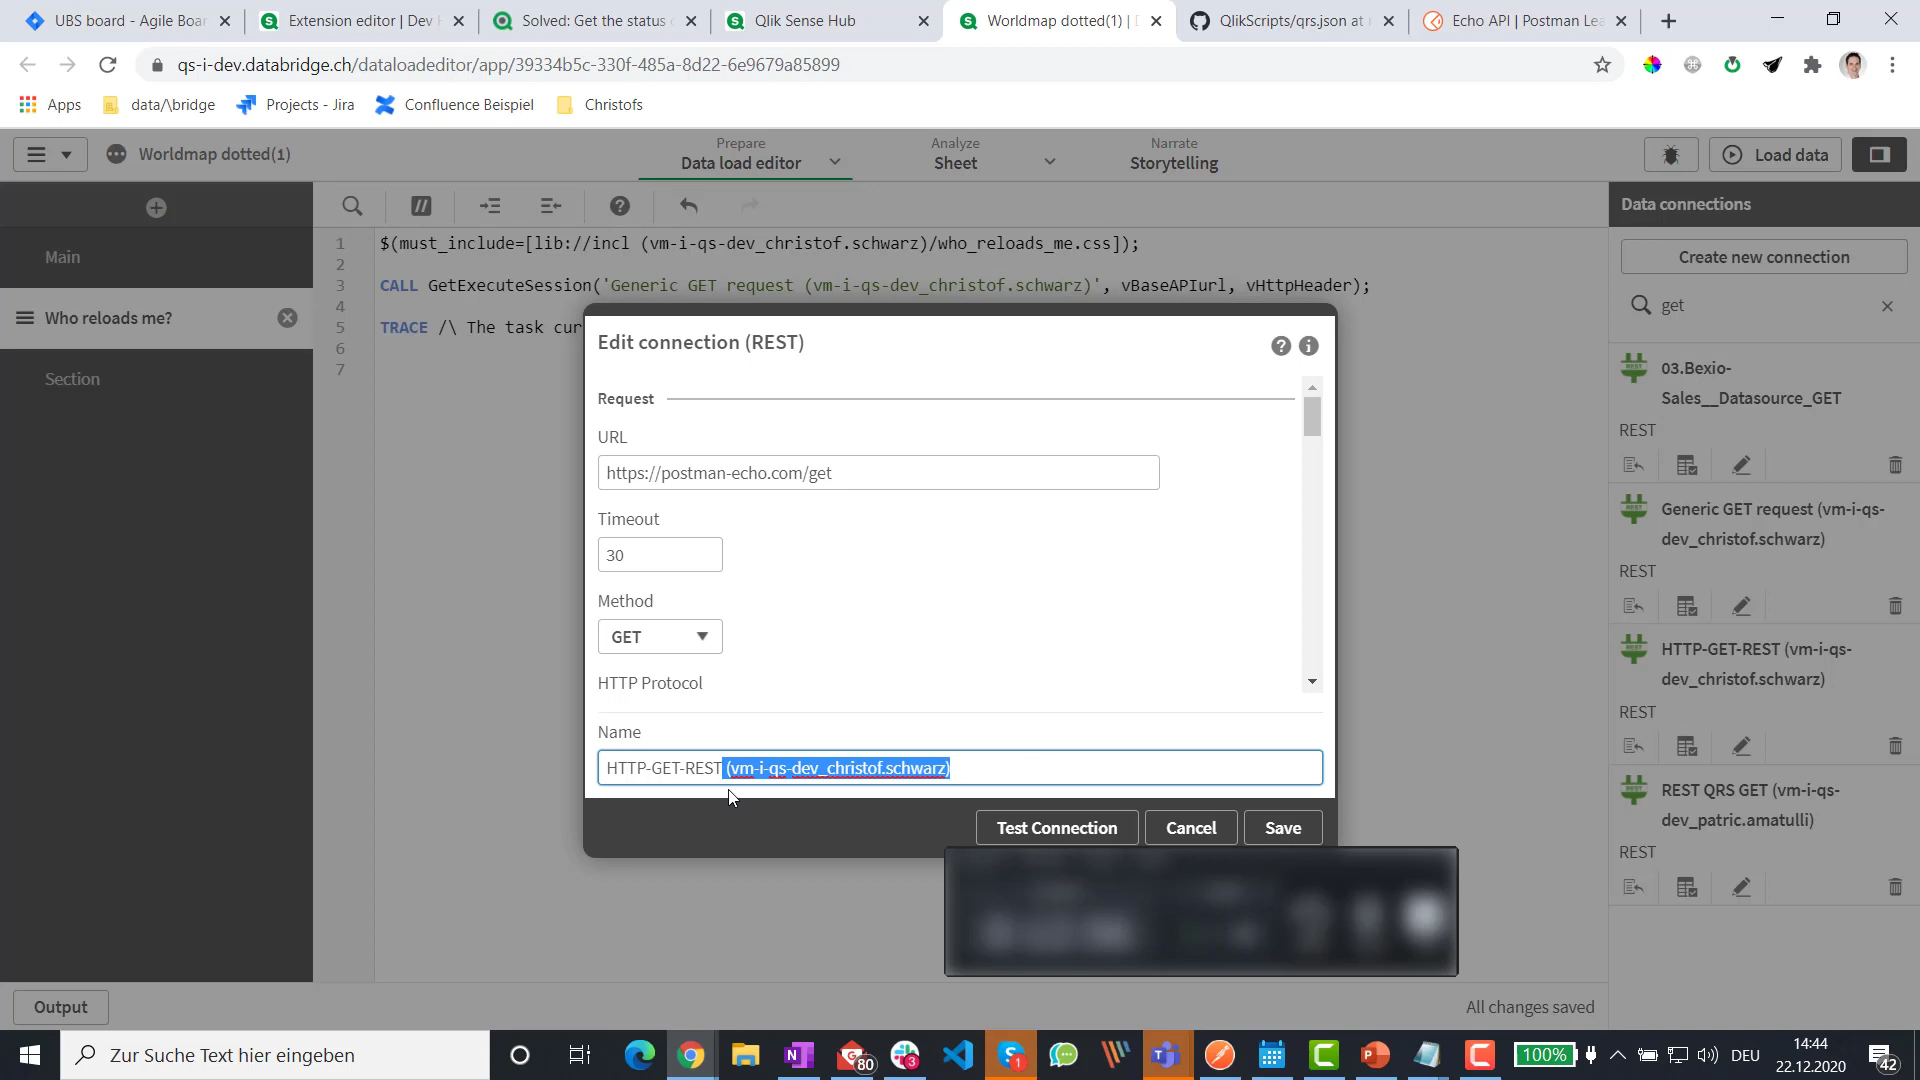 UBS board - Agile Boar
Extension editor | Dev H
Solved: Get the status o
Qlik Sense Hub
Worldmap dotted(1) | D
QlikScripts/qrs.json at
Echo API | Postman Lea
qs-i-dev.databridge.ch/dataloadeditor/app/39334b5c-330f-485a-8d22-6e9679a85899
Apps
data/\bridge
Projects - Jira
Confluence Beispiel
Christofs
Worldmap dotted(1)
Prepare
Data load editor
Analyze
Sheet
Narrate
Storytelling
Load data
Main
Who reloads me?
Section
1 $(must_include=[lib://incl (vm-i-qs-dev_christof.schwarz)/who_reloads_me.css]);
2
3 CALL GetExecuteSession('Generic GET request (vm-i-qs-dev_christof.schwarz)', vBaseAPIurl, vHttpHeader);
4
5 TRACE /\ The task cur
6
7
Edit connection (REST)
Request
URL
https://postman-echo.com/get
Timeout
30
Method
GET
HTTP Protocol
Name
HTTP-GET-REST (vm-i-qs-dev_christof.schwarz)
Test Connection
Cancel
Save
Data connections
Create new connection
get
03.Bexio-
Sales__Datasource_GET
REST
Generic GET request (vm-i-qs-
dev_christof.schwarz)
REST
HTTP-GET-REST (vm-i-qs-
dev_christof.schwarz)
REST
REST QRS GET (vm-i-qs-
dev_patric.amatulli)
REST
Output
All changes saved
Zur Suche Text hier eingeben
80
3
1
100%
DEU
14:44
22.12.2020
42